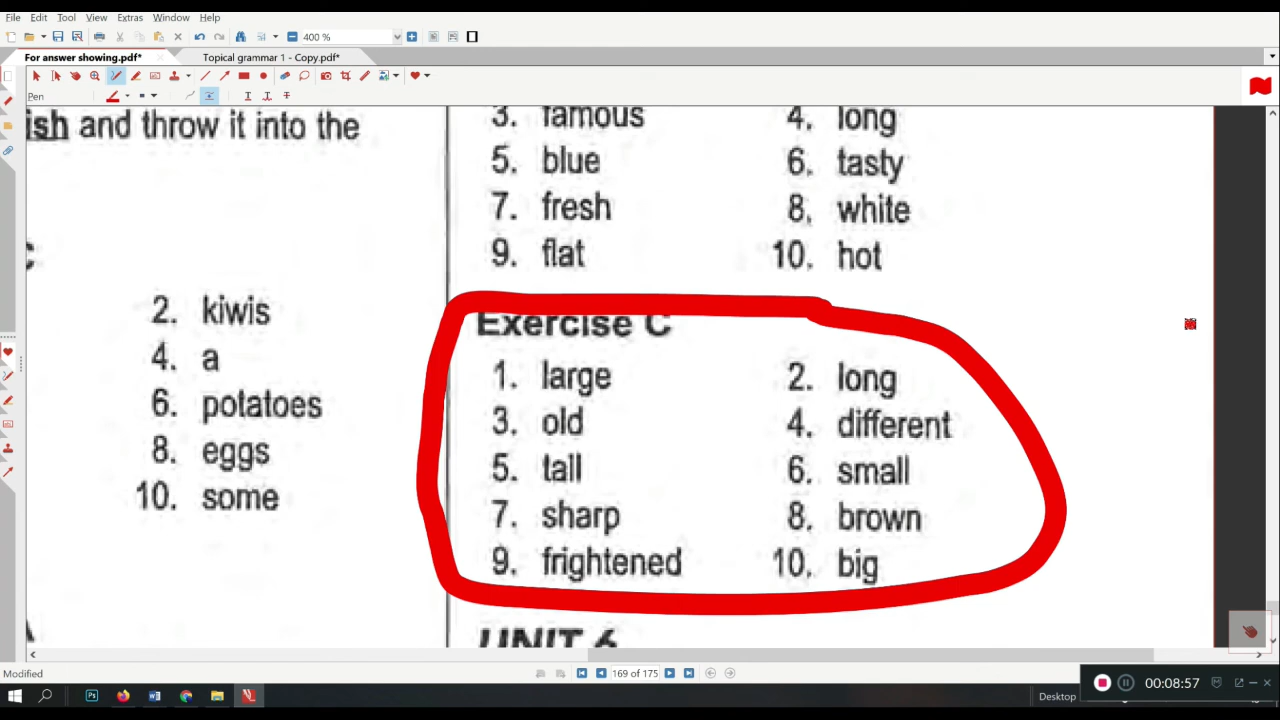 File Edit Tool View Extras Window Help
400 %
For answer showing.pdf*
Topical grammar 1 - Copy.pdf*
Pen
ish and throw it into the
2. kiwis
4. a
6. potatoes
8. eggs
10. some
3. famous
4. long
5. blue
6. tasty
7. fresh
8. white
9. flat
10. hot
Exercise C
1. large
2. long
3. old
4. different
5. tall
6. small
7. sharp
8. brown
9. frightened
10. big
UNIT 6
Modified
169 of 175
Desktop
00:08:57